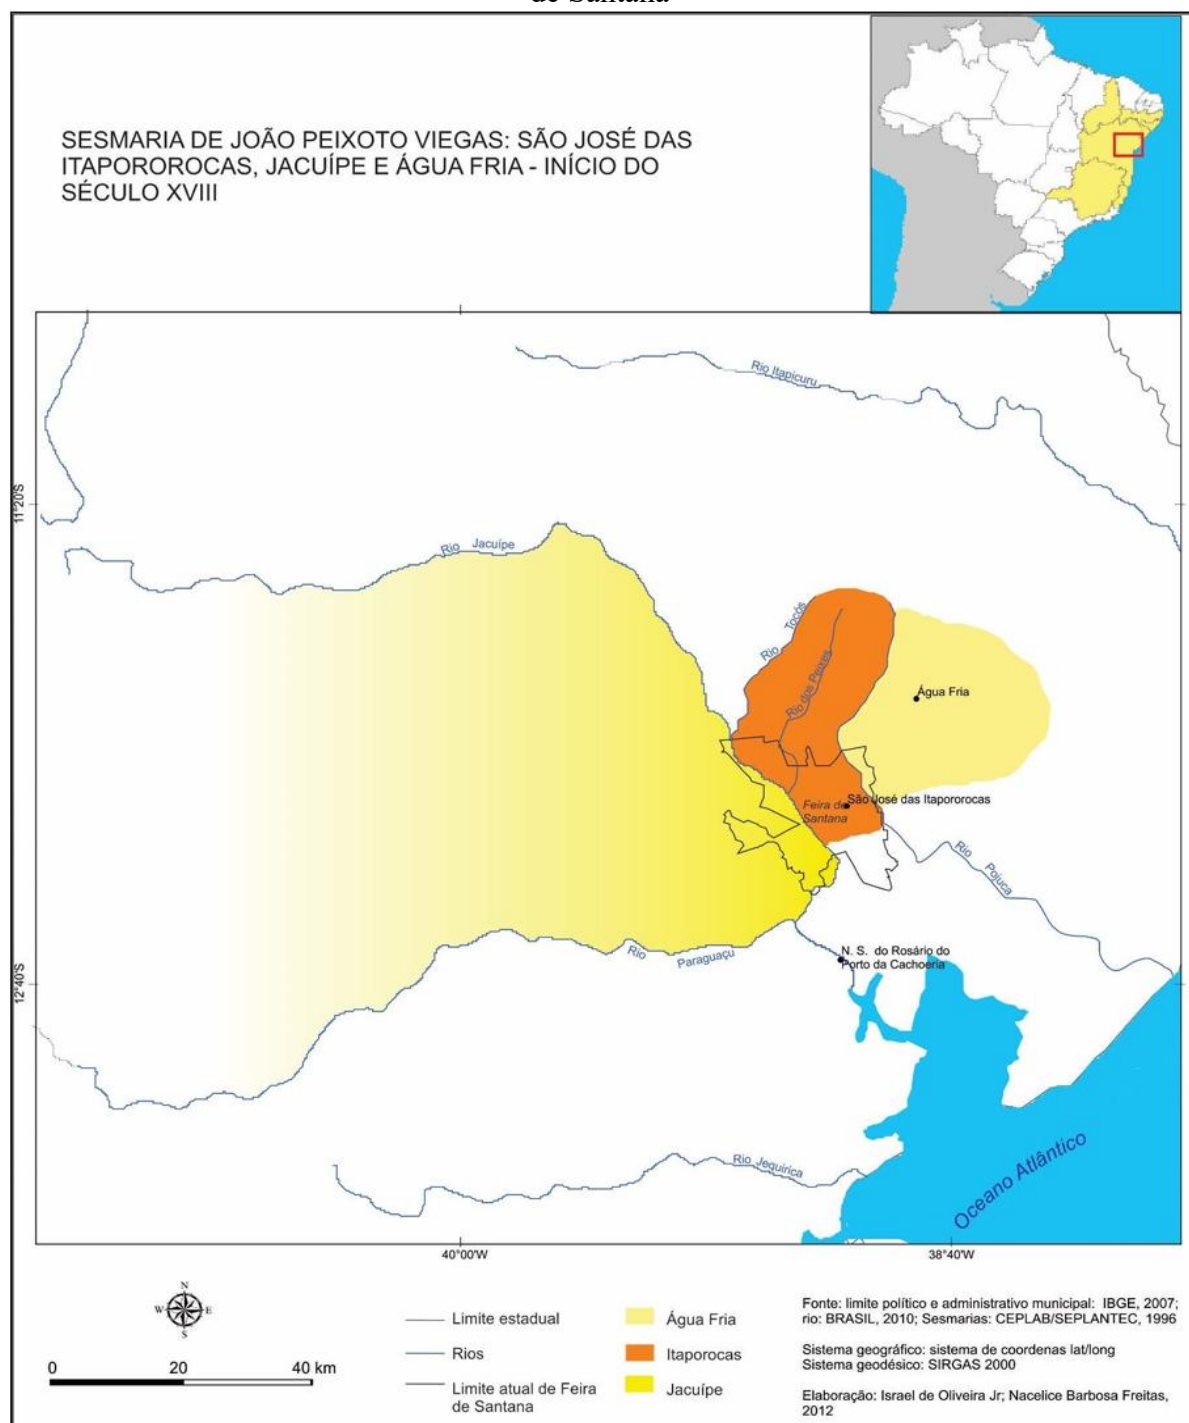 de Santana
SESMARIA DE JOÃO PEIXOTO VIEGAS: SÃO JOSÉ DAS
ITAPOROROCAS, JACUÍPE E ÁGUA FRIA - INÍCIO DO
SÉCULO XVIII
Rio Itapicuru
11°20'S
Rio Jacuípe
Rio Tocós
Rio dos Peixes
Água Fria
São José das Itapororocas
Feira de
Santana
Rio Pojuca
Rio Paraguaçu
N. S. do Rosário do
Porto da Cachoeria
12°40'S
Rio Jequirica
Oceano Atlântico
40°00'W
38°40'W
N
W E
S
0 20 40 km
Limite estadual
Rios
Limite atual de Feira
de Santana
Água Fria
Itaporocas
Jacuípe
Fonte: limite político e administrativo municipal: IBGE, 2007;
rio: BRASIL, 2010; Sesmarias: CEPLAB/SEPLANTEC, 1996
Sistema geográfico: sistema de coordenas lat/long
Sistema geodésico: SIRGAS 2000
Elaboração: Israel de Oliveira Jr; Nacelice Barbosa Freitas,
2012